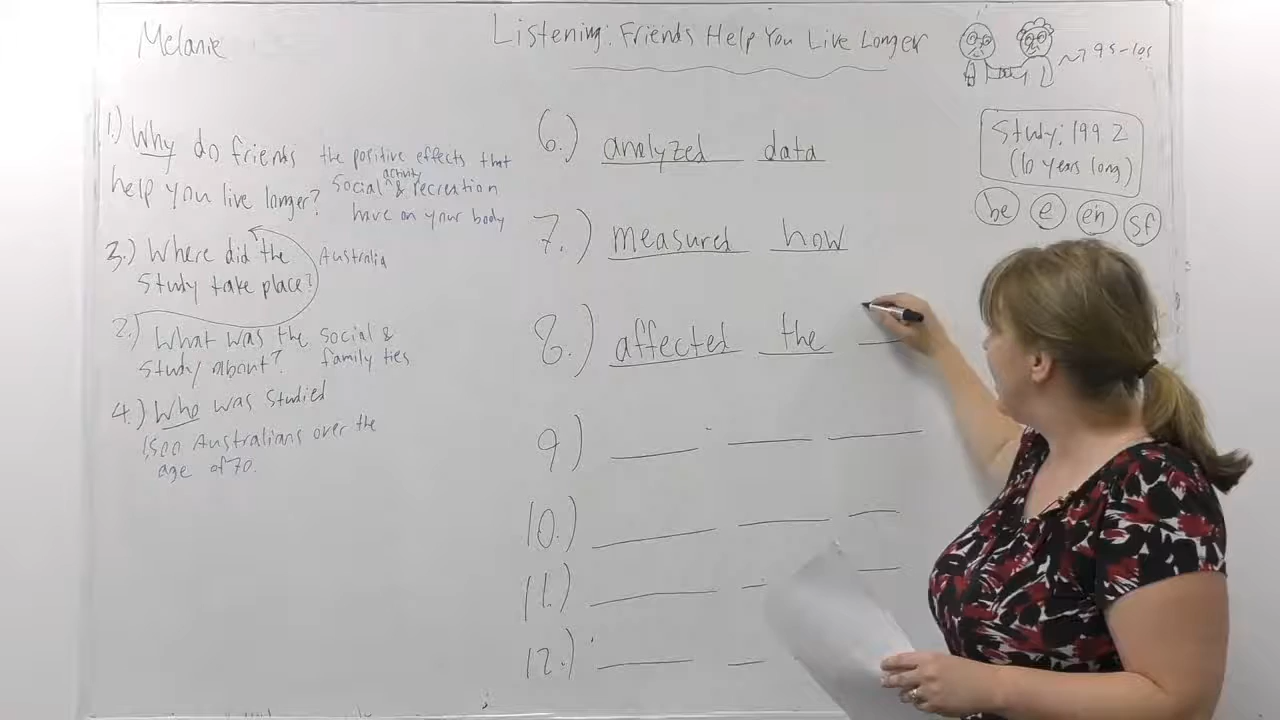 Melanie
Listening: Friends Help You Live Longer
1.) Why do friends
help you live longer?
the positive effects that
activity
social & recreation
have on your body
3.) Where did the
study take place?
Australia
2.) What was the
study about?
social &
family ties
4.) Who was studied
1,500 Australians over the
age of 70.
6.) analyzed data
7.) measured how
8.) affected the
9)
10.)
11.)
12.)
Study: 1992
(10 years long)
be
e
en
sf